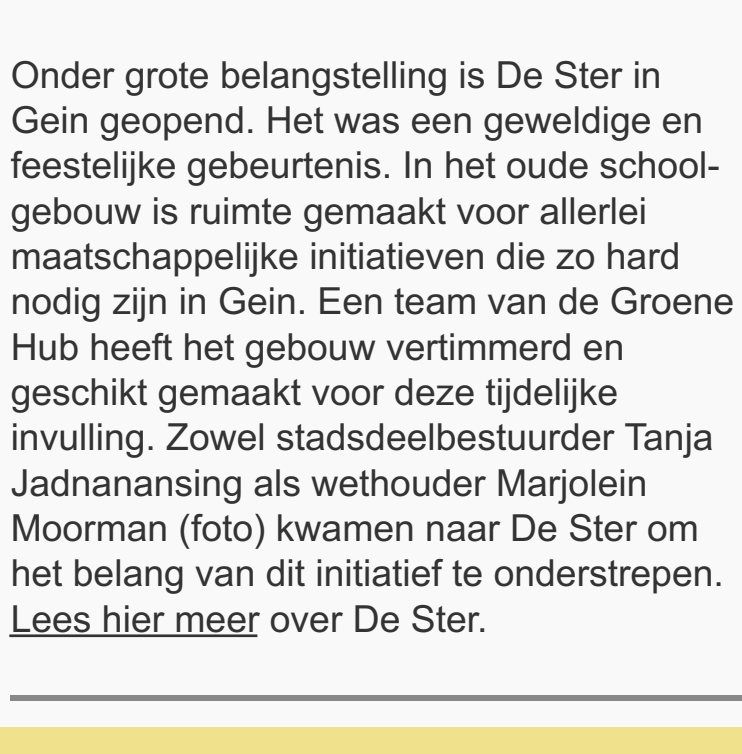 Onder grote belangstelling is De Ster in
Gein geopend. Het was een geweldige en
feestelijke gebeurtenis. In het oude school-
gebouw is ruimte gemaakt voor allerlei
maatschappelijke initiatieven die zo hard
nodig zijn in Gein. Een team van de Groene
Hub heeft het gebouw vertimmerd en
geschikt gemaakt voor deze tijdelijke
invulling. Zowel stadsdeelbestuurder Tanja
Jadnanansing als wethouder Marjolein
Moorman (foto) kwamen naar De Ster om
het belang van dit initiatief te onderstrepen.
Lees hier meer over De Ster.